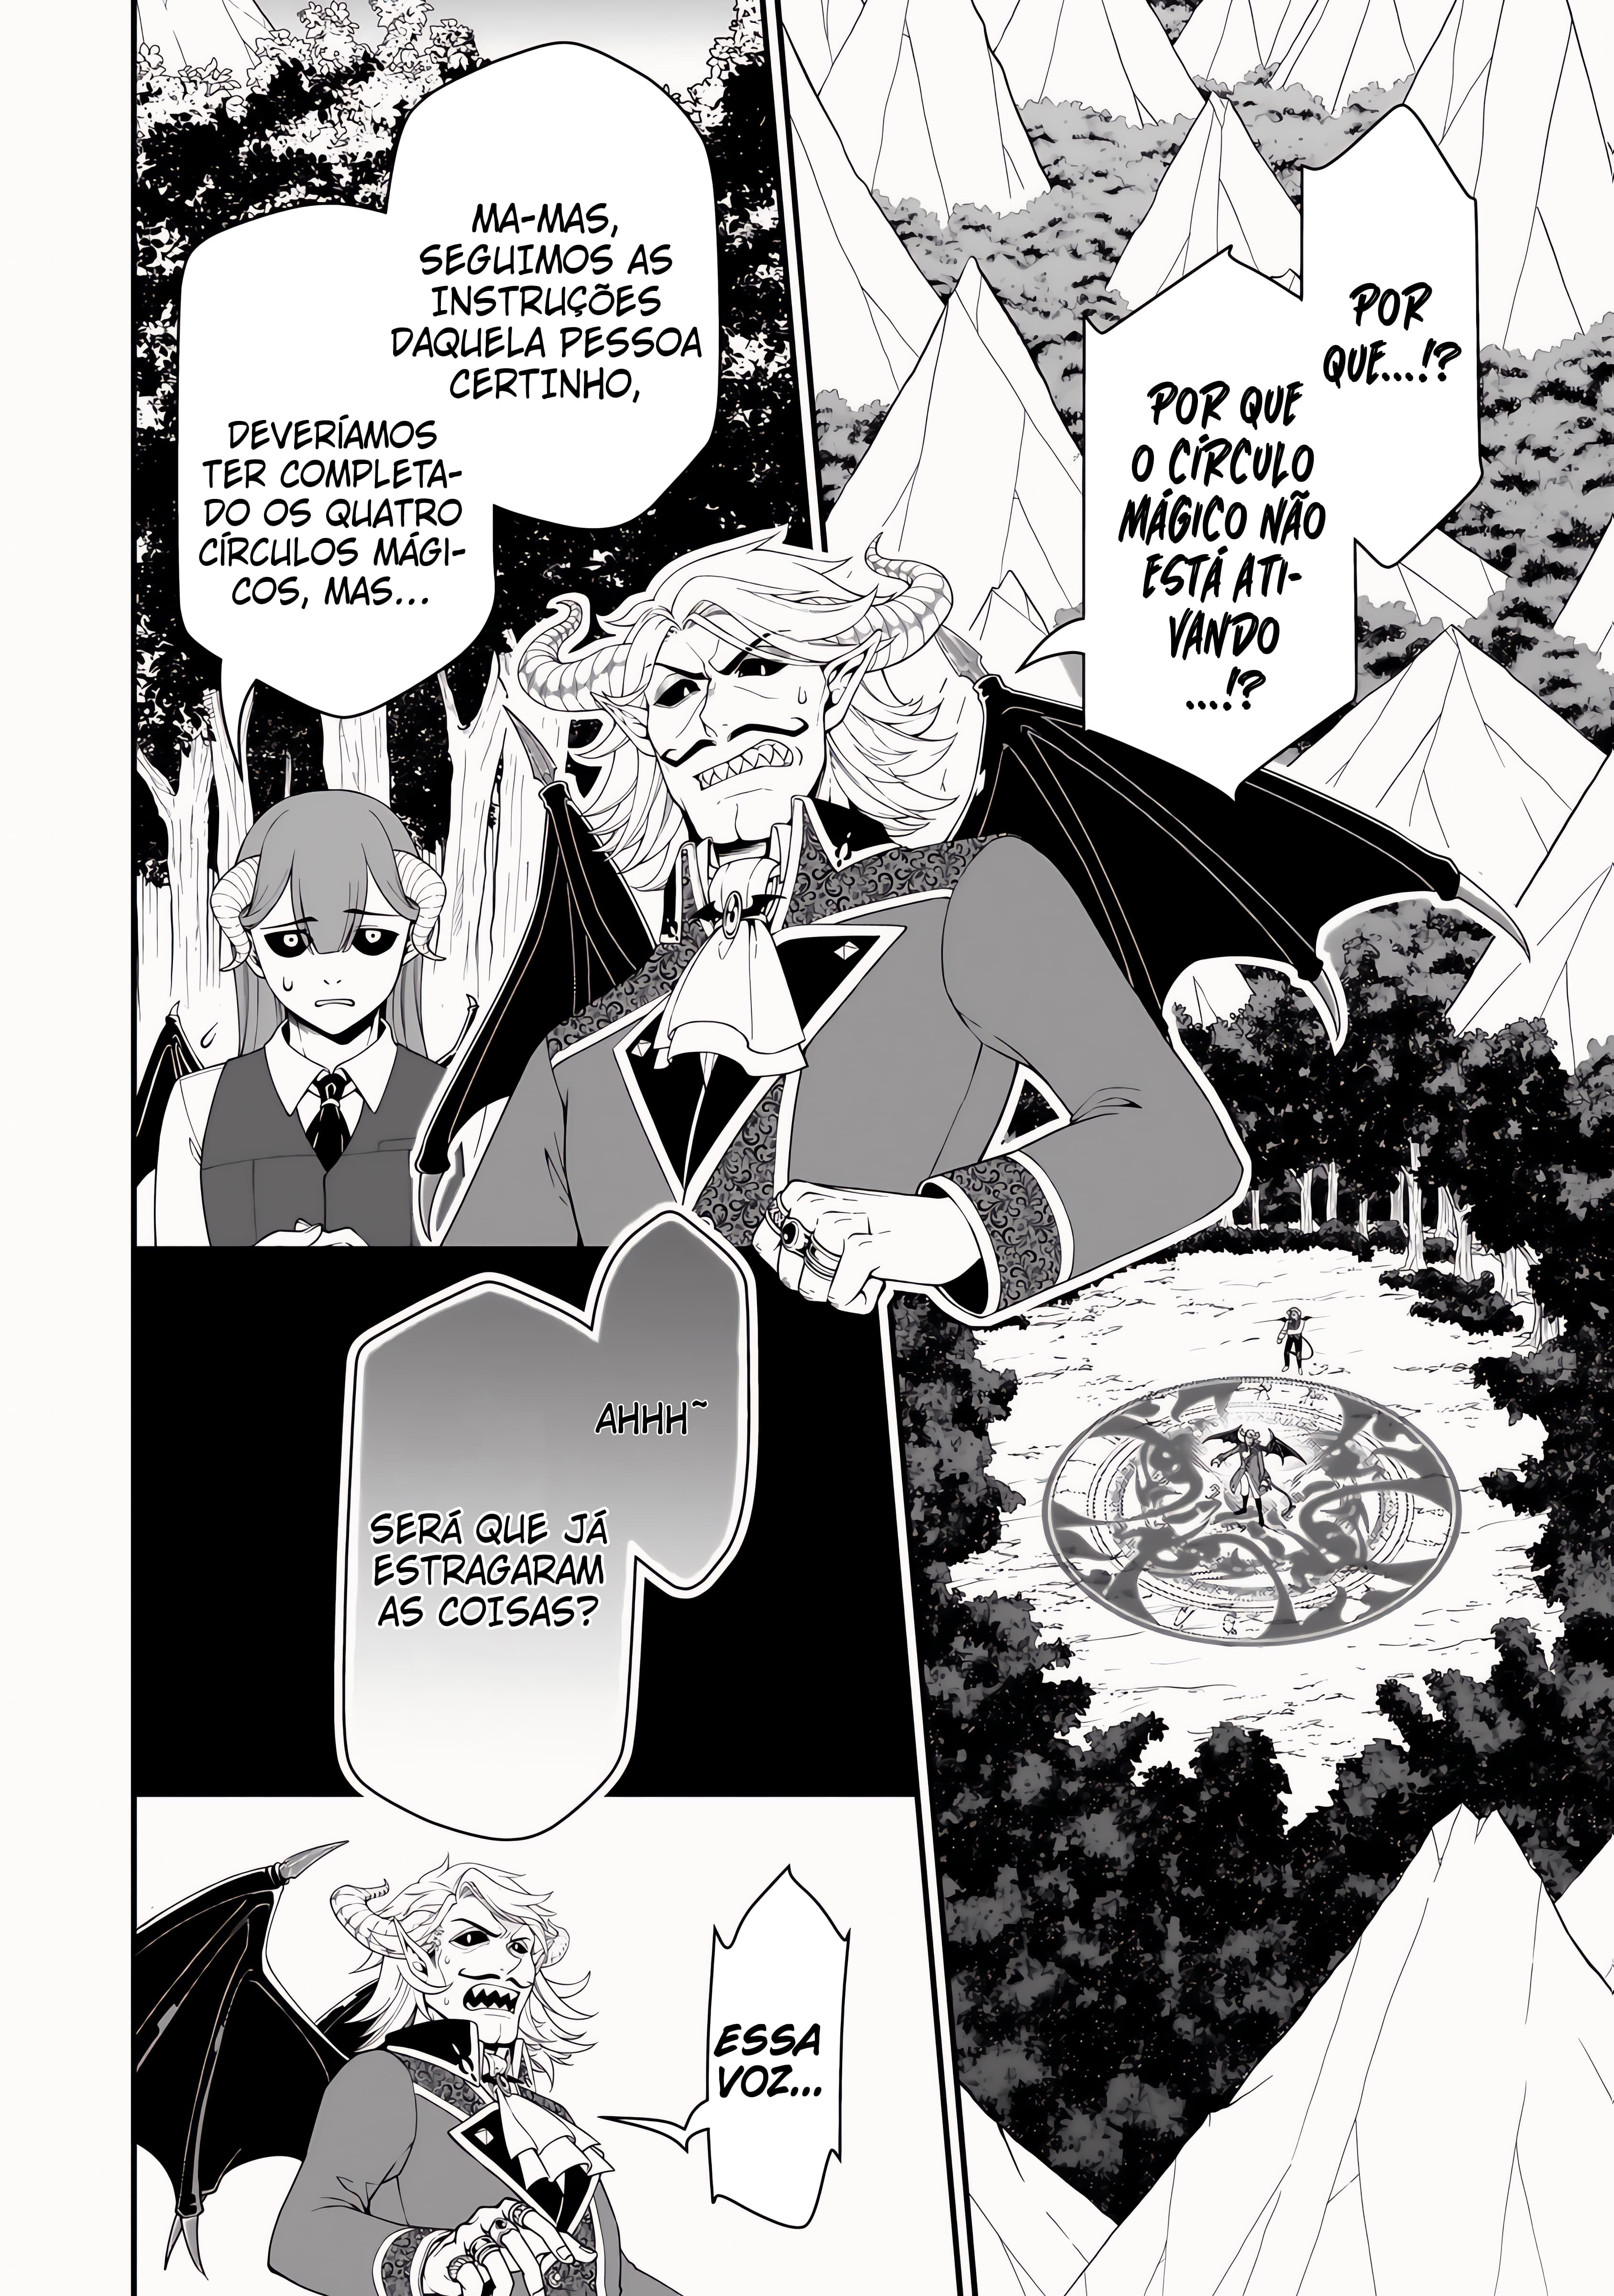 POR
QUE...!?
POR QUE
O CÍRCULO
MÁGICO NÃO
ESTÁ ATI-
VANDO
...!?
MA-MAS,
SEGUIMOS AS
INSTRUÇÕES
DAQUELA PESSOA
CERTINHO,
DEVERÍAMOS
TER COMPLETA-
DO OS QUATRO
CÍRCULOS MÁGI-
COS, MAS...
AHHH~
SERÁ QUE JÁ
ESTRAGARAM
AS COISAS?
ESSA
VOZ...